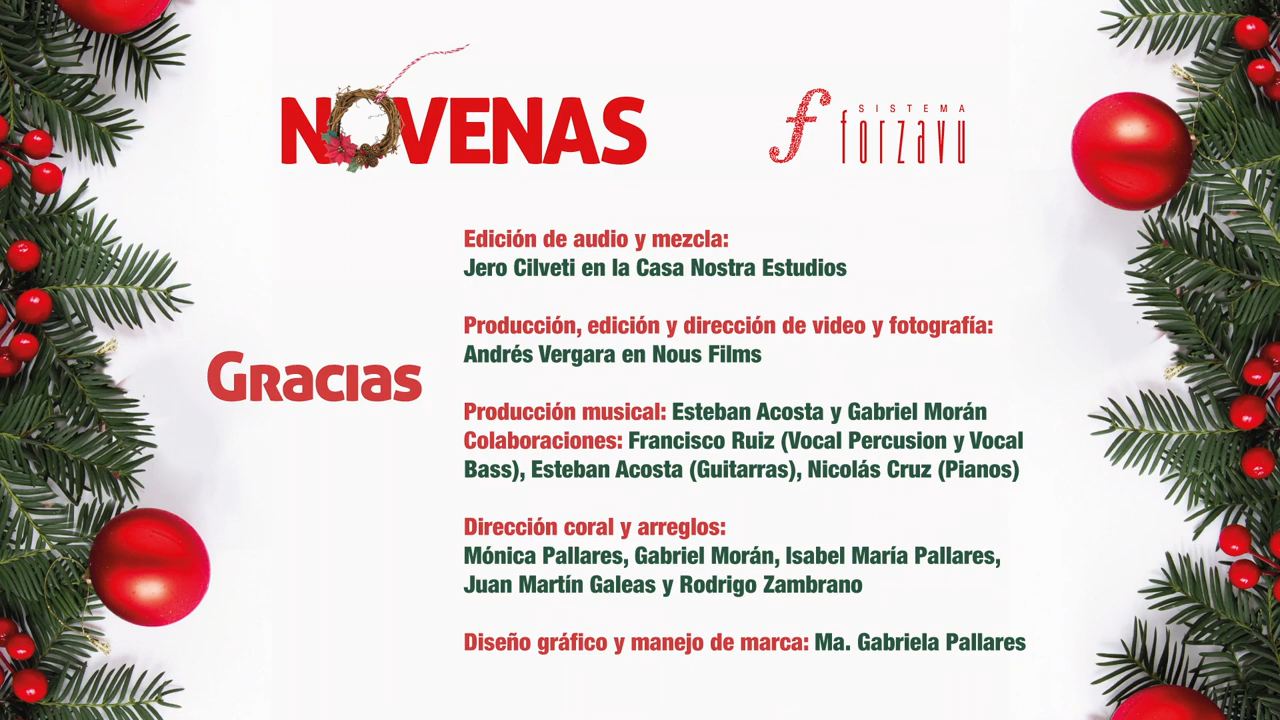 NOVENAS
SISTEMA
forzavu
Edición de audio y mezcla:
Jero Cilveti en la Casa Nostra Estudios
Producción, edición y dirección de video y fotografía:
Andrés Vergara en Nous Films
Gracias
Producción musical: Esteban Acosta y Gabriel Morán
Colaboraciones: Francisco Ruiz (Vocal Percusion y Vocal
Bass), Esteban Acosta (Guitarras), Nicolás Cruz (Pianos)
Dirección coral y arreglos:
Mónica Pallares, Gabriel Morán, Isabel María Pallares,
Juan Martín Galeas y Rodrigo Zambrano
Diseño gráfico y manejo de marca: Ma. Gabriela Pallares